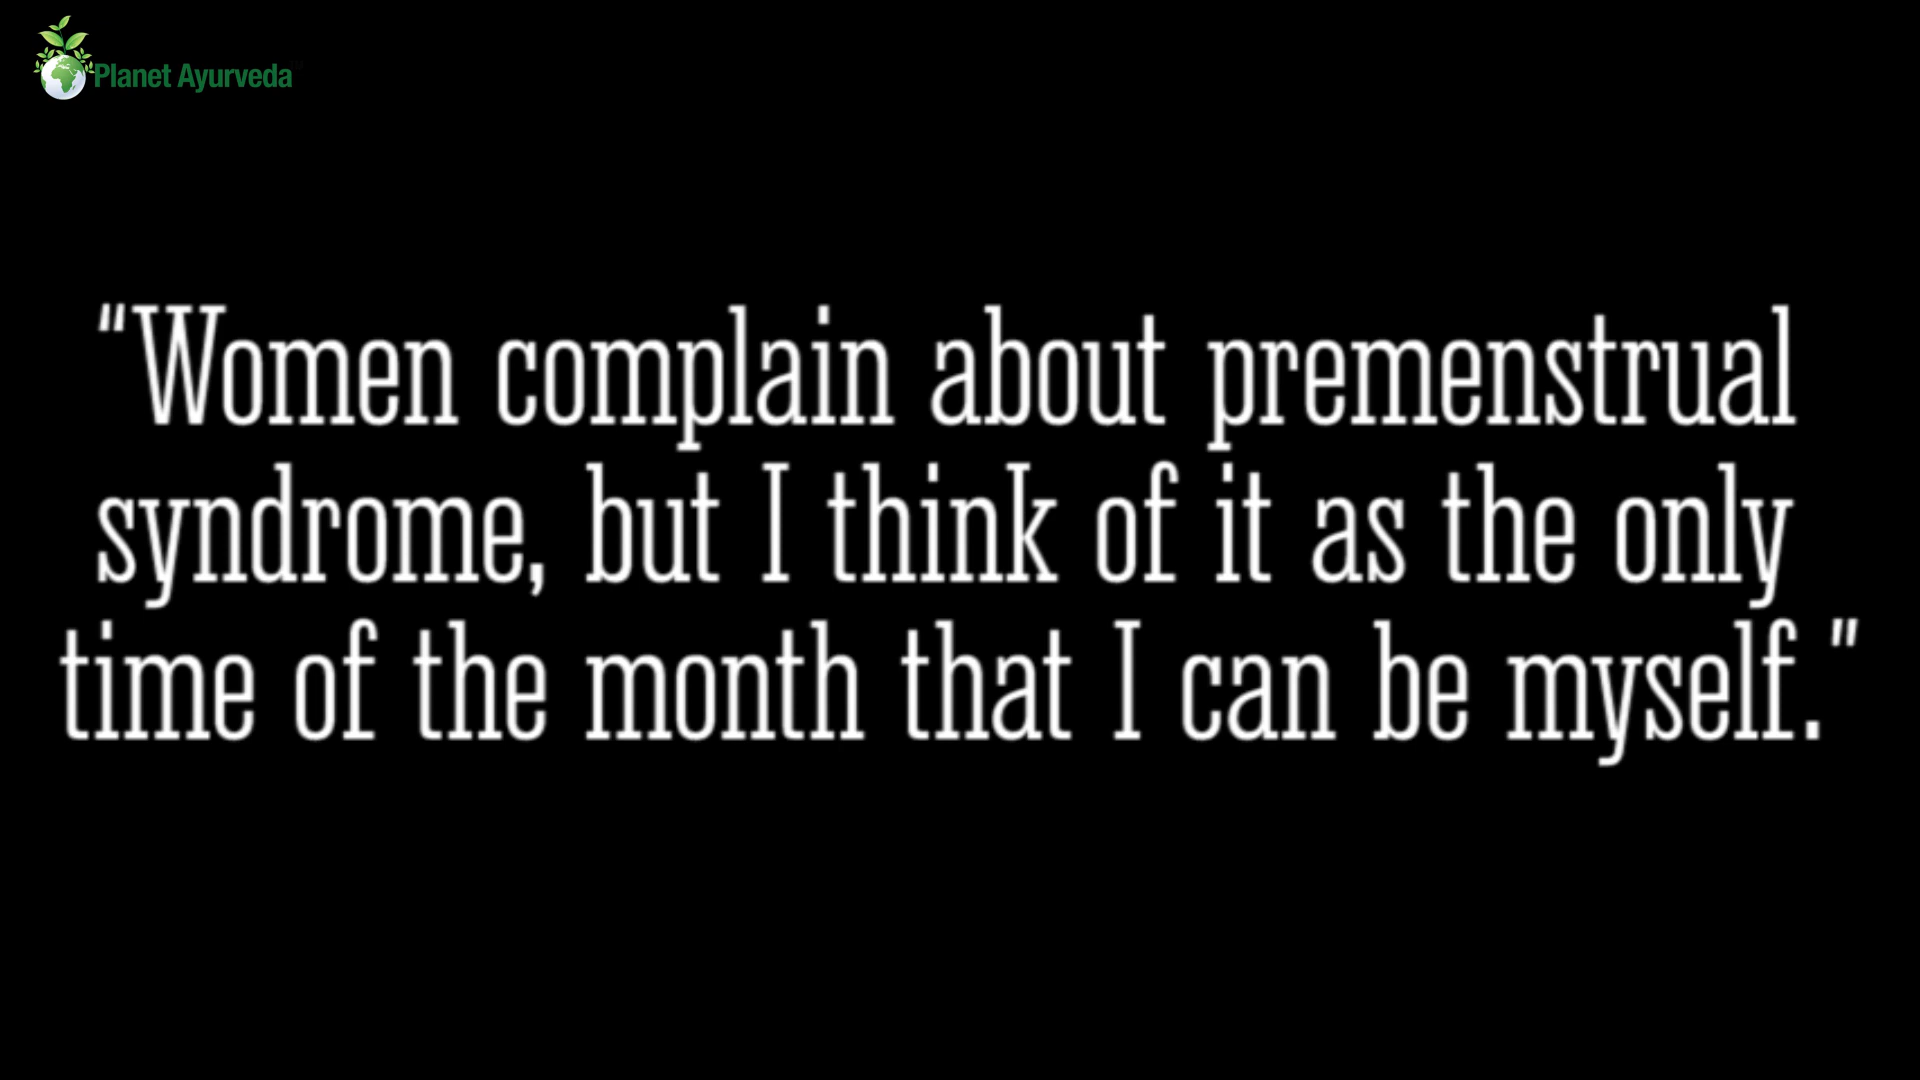 Planet Ayurveda
"Women complain about premenstrual
syndrome, but I think of it as the only
time of the month that I can be myself."